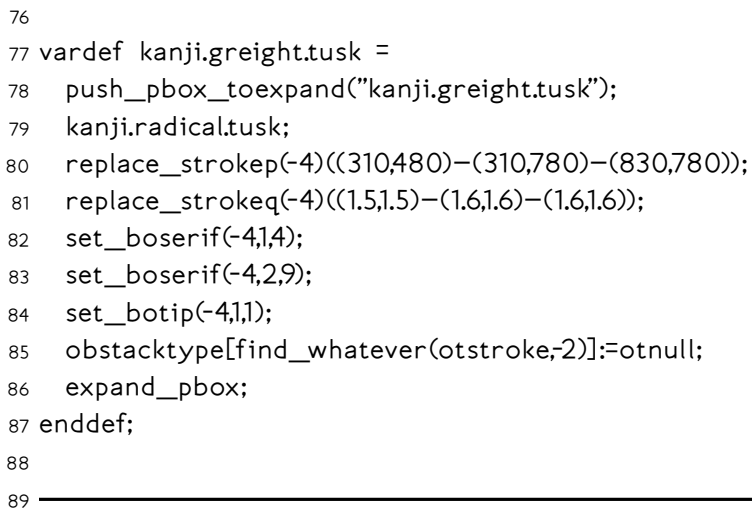 76
77 vardef kanji.greight.tusk =
78 push_pbox_toexpand("kanji.greight.tusk");
79 kanji.radical.tusk;
80 replace_strokep(-4)((310,480)–(310,780)–(830,780));
81 replace_strokeq(-4)((1.5,1.5)–(1.6,1.6)–(1.6,1.6));
82 set_boserif(-4,1,4);
83 set_boserif(-4,2,9);
84 set_botip(-4,1,1);
85 obstacktype[find_whatever(otstroke,-2)]:=otnull;
86 expand_pbox;
87 enddef;
88
89